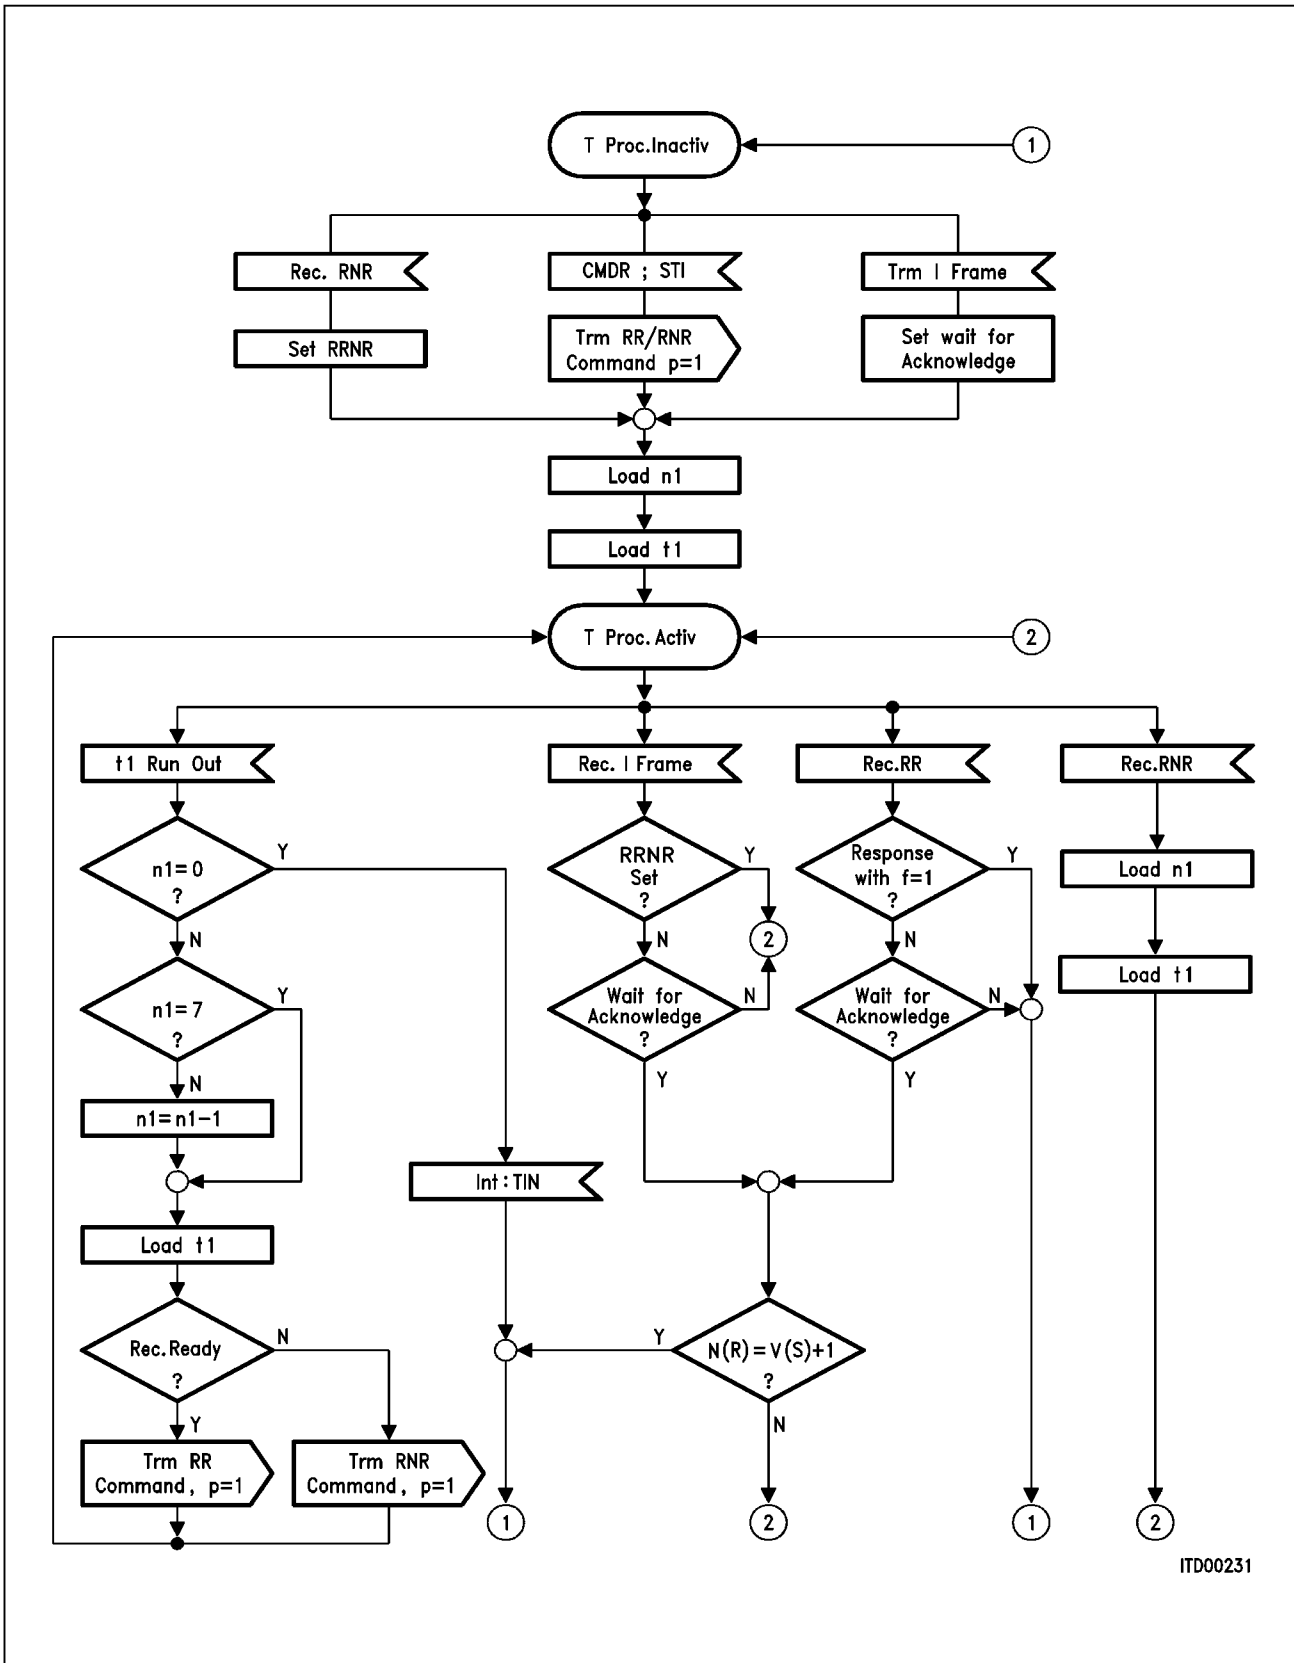 T Proc.Inactiv
1
Rec. RNR
CMDR ; STI
Trm I Frame
Set RRNR
Trm RR/RNR
Command p=1
Set wait for
Acknowledge
Load n1
Load t1
T Proc.Activ
2
t1 Run Out
Rec. I Frame
Rec.RR
Rec.RNR
n1=0
?
Y
N
RRNR
Set
?
Y
N
Response
with f=1
?
Y
N
Load n1
2
n1=7
?
Y
N
Wait for
Acknowledge
?
N
Y
Wait for
Acknowledge
?
N
Y
Load t1
n1=n1-1
Int:TIN
Load t1
Rec.Ready
?
N
Y
N(R)=V(S)+1
?
Y
N
Trm RR
Command, p=1
Trm RNR
Command, p=1
1
2
1
2
ITD00231